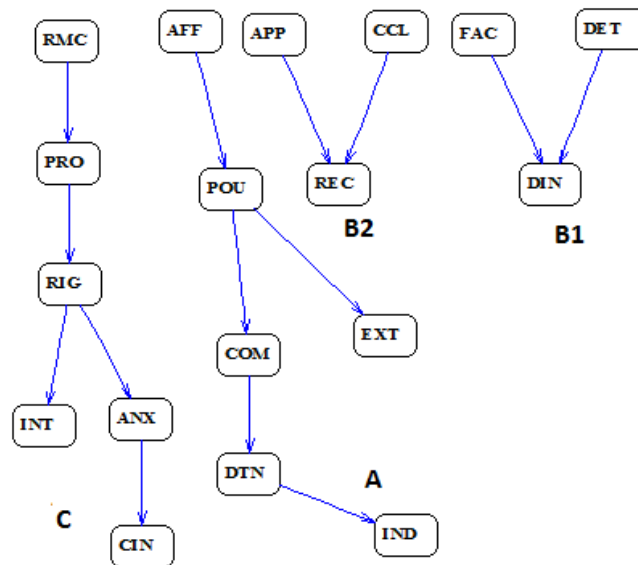 RMC
AFF
APP
CCL
FAC
DET
PRO
POU
REC
DIN
B2
B1
RIG
EXT
COM
INT
ANX
DTN
A
C
CIN
IND